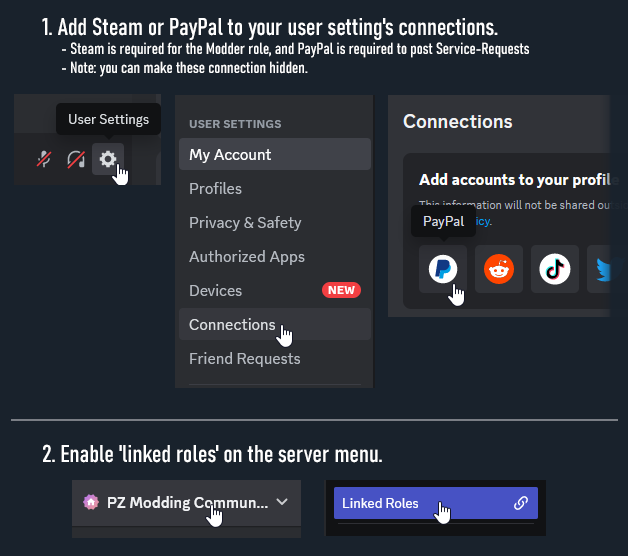 1. Add Steam or PayPal to your user setting's connections.
- Steam is required for the Modder role, and PayPal is required to post Service-Requests
- Note: you can make these connection hidden.
User Settings
USER SETTINGS
My Account
Profiles
Privacy & Safety
Authorized Apps
Devices
NEW
Connections
Friend Requests
Connections
Add accounts to your profil
This information will not be shared ou
PayPal
icy.
2. Enable 'linked roles' on the server menu.
PZ Modding Commun...
Linked Roles